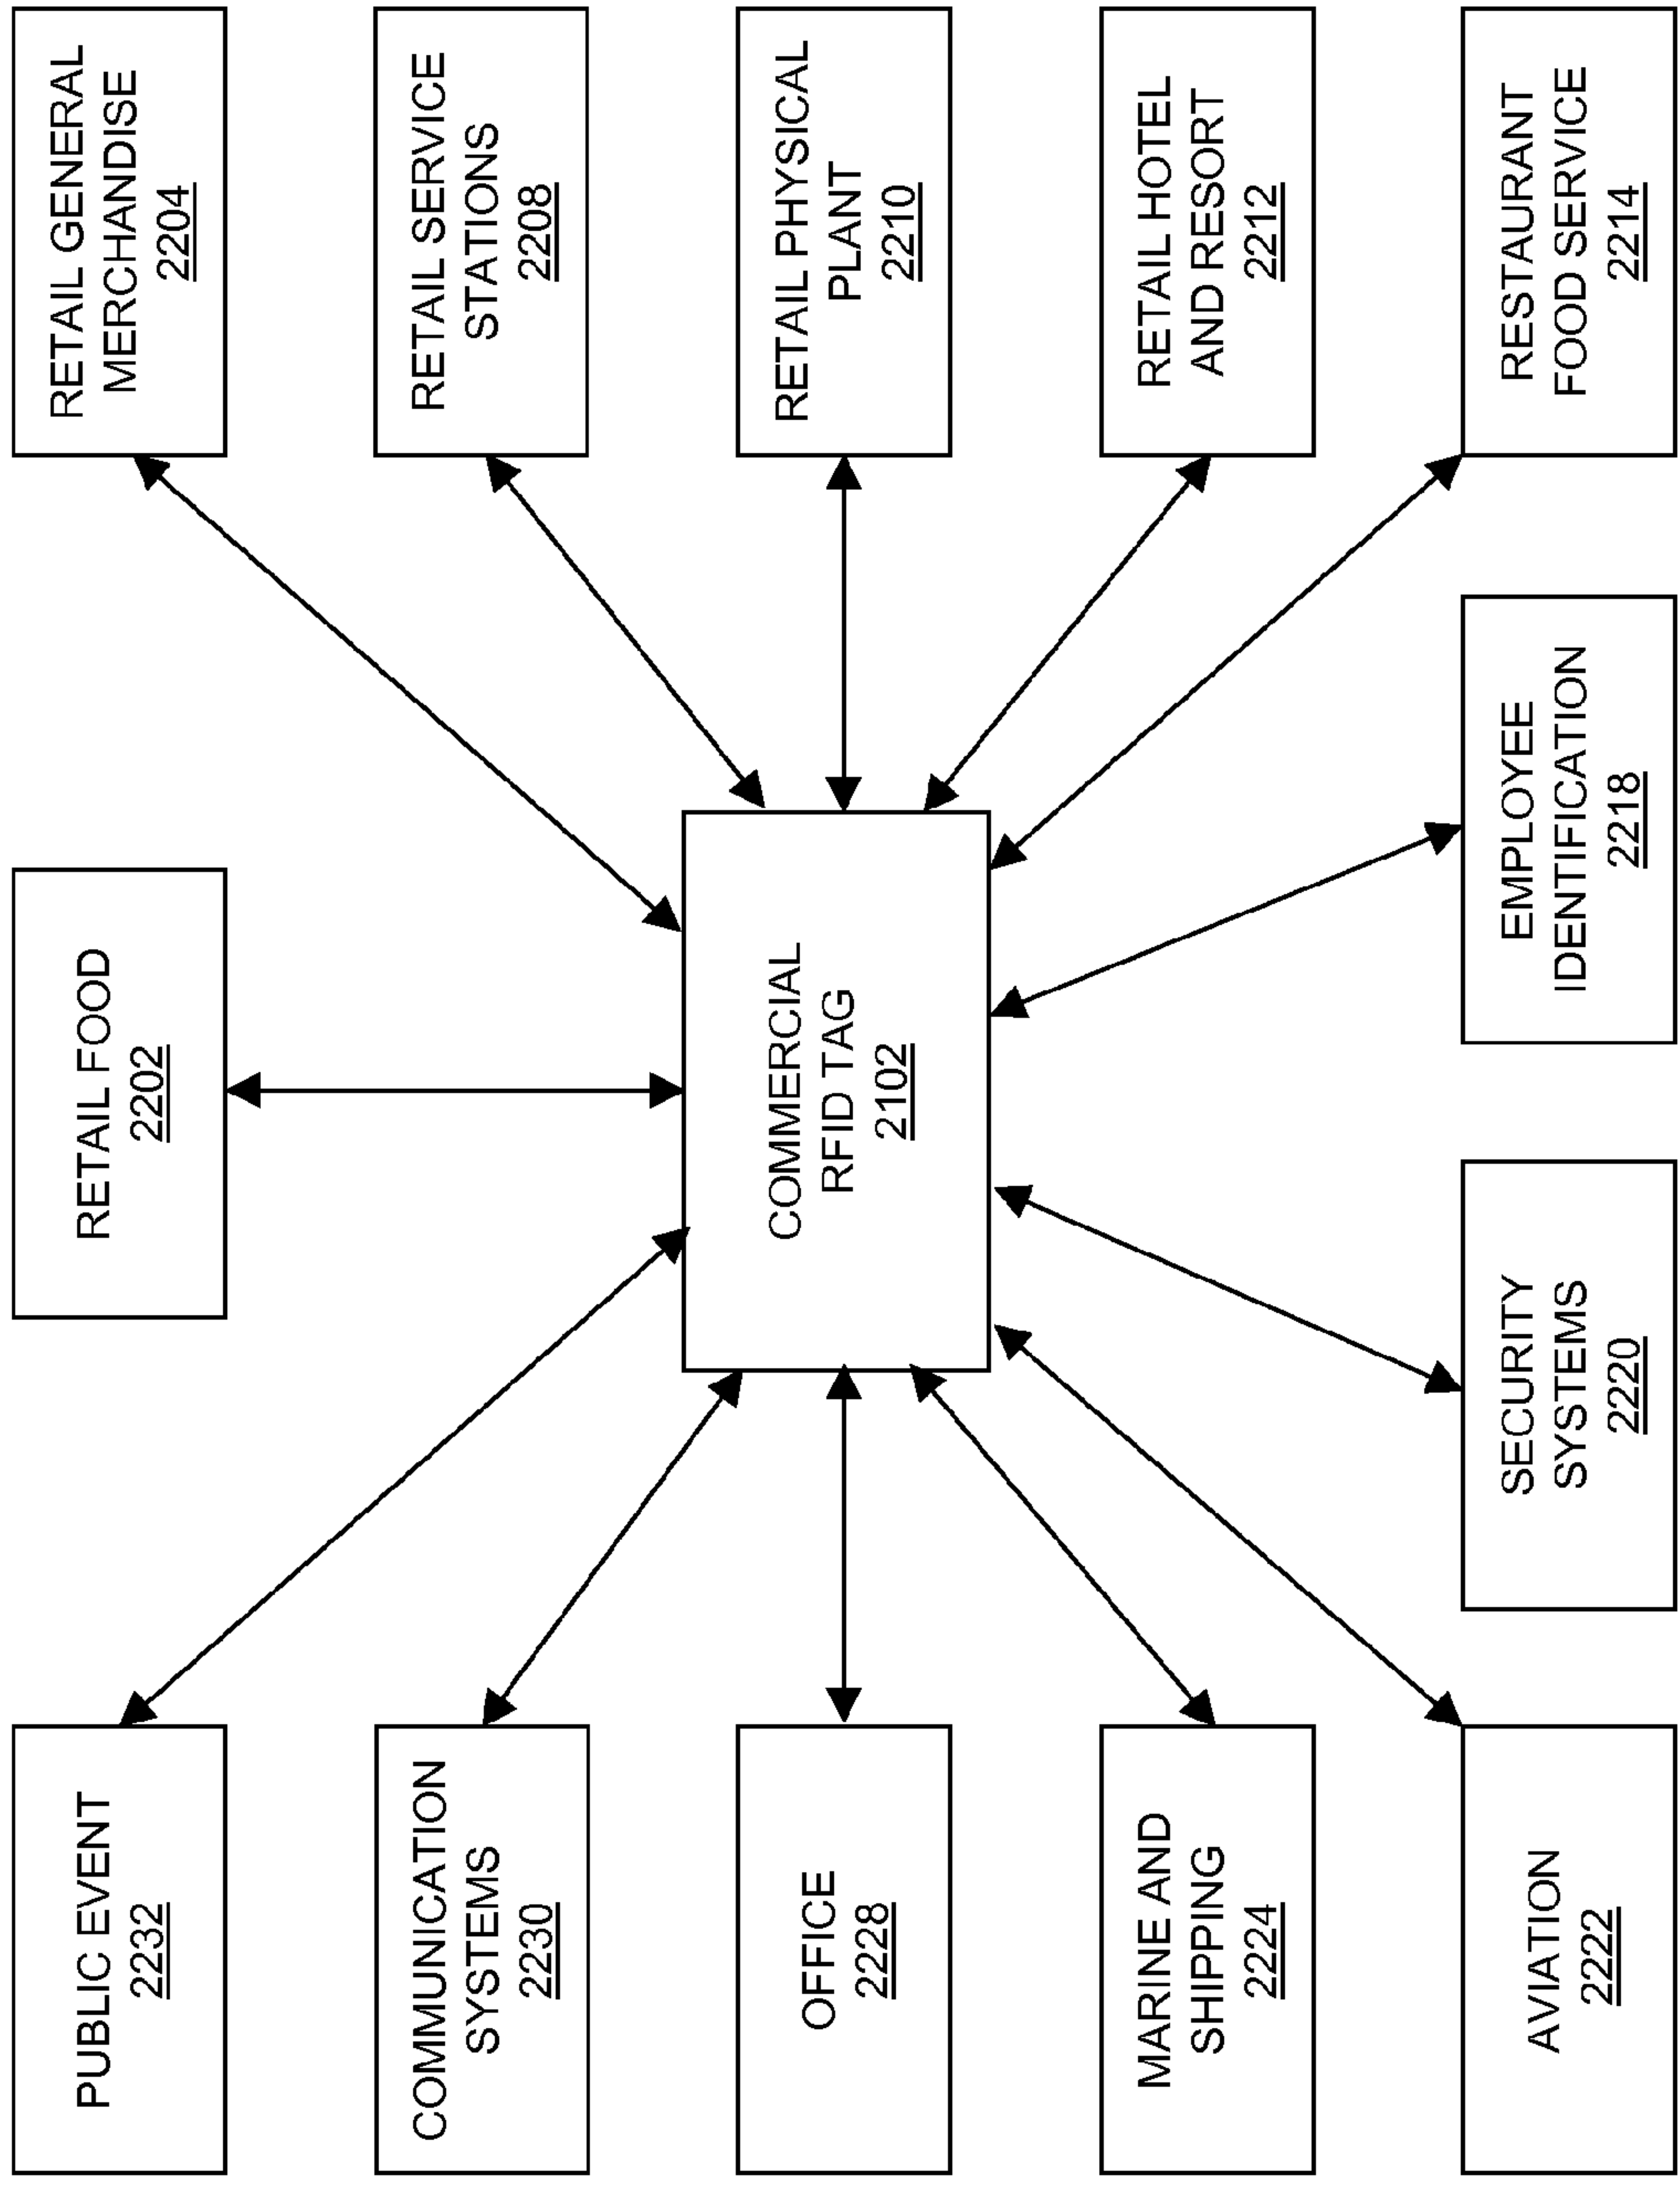 PUBLIC EVENT
2232
RETAIL FOOD
2202
RETAIL GENERAL
MERCHANDISE
2204
COMMUNICATION
SYSTEMS
2230
RETAIL SERVICE
STATIONS
2208
OFFICE
2228
COMMERCIAL
RFID TAG
2102
RETAIL PHYSICAL
PLANT
2210
MARINE AND
SHIPPING
2224
RETAIL HOTEL
AND RESORT
2212
AVIATION
2222
SECURITY
SYSTEMS
2220
EMPLOYEE
IDENTIFICATION
2218
RESTAURANT
FOOD SERVICE
2214